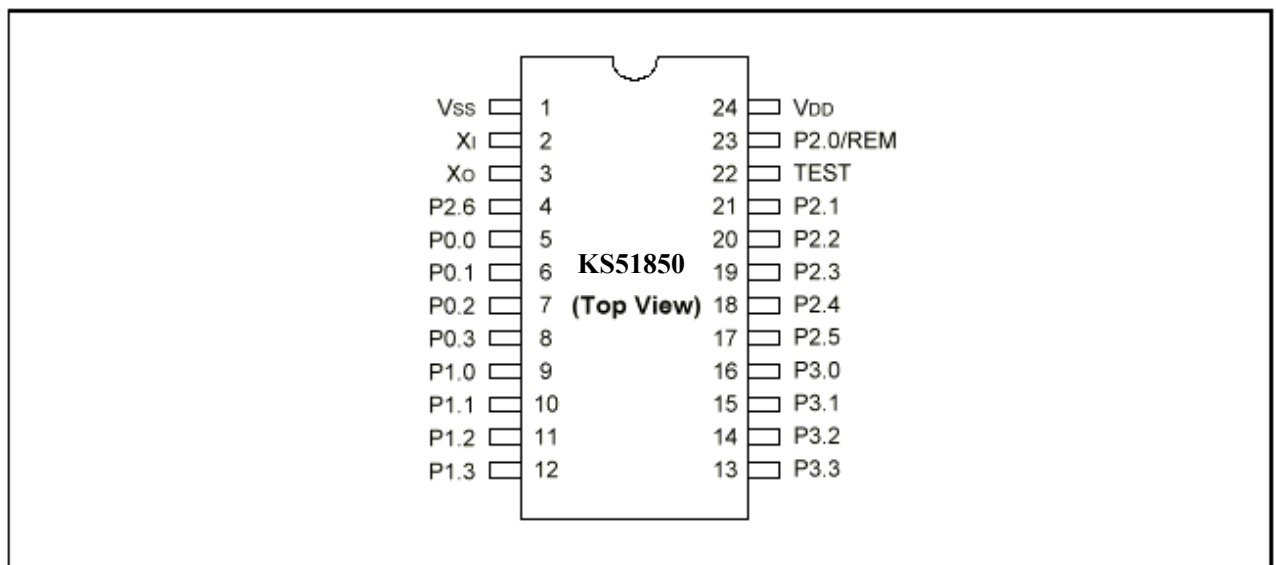 Vss 1 24 VDD
XI 2 23 P2.0/REM
Xo 3 22 TEST
P2.6 4 21 P2.1
P0.0 5 20 P2.2
P0.1 6 KS51850 19 P2.3
P0.2 7 (Top View) 18 P2.4
P0.3 8 17 P2.5
P1.0 9 16 P3.0
P1.1 10 15 P3.1
P1.2 11 14 P3.2
P1.3 12 13 P3.3